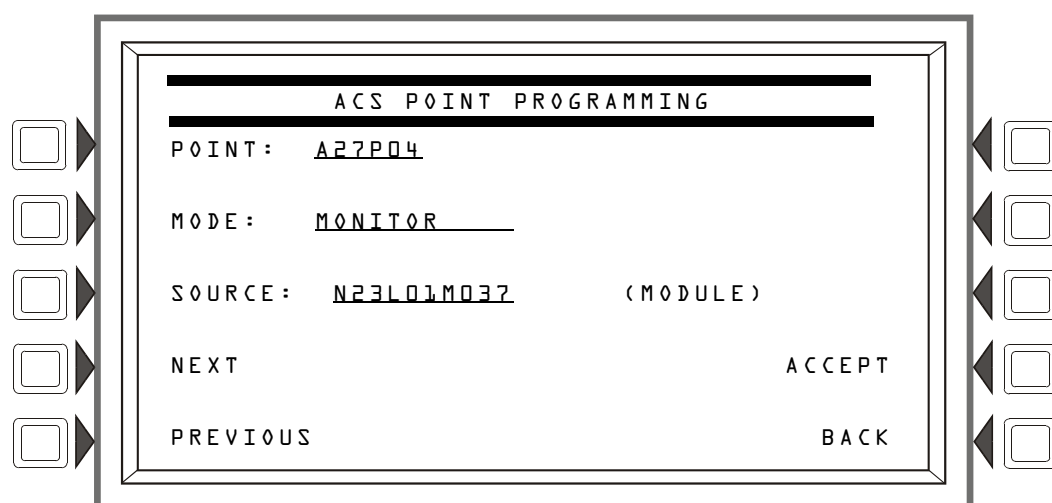 ACS POINT PROGRAMMING
POINT: A27P04
MODE: MONITOR
SOURCE: N23L01M037 (MODULE)
NEXT ACCEPT
PREVIOUS BACK